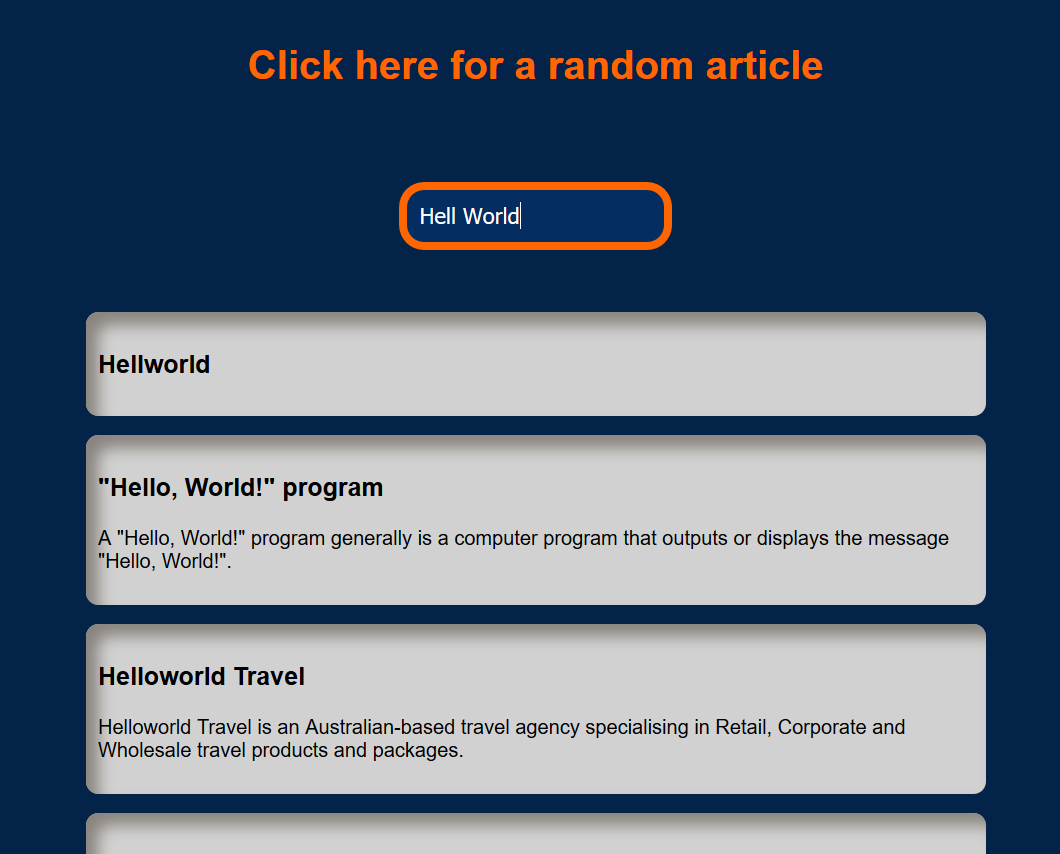 Click here for a random article
Hell World
Hellworld
"Hello, World!" program
A "Hello, World!" program generally is a computer program that outputs or displays the message
"Hello, World!".
Helloworld Travel
Helloworld Travel is an Australian-based travel agency specialising in Retail, Corporate and
Wholesale travel products and packages.